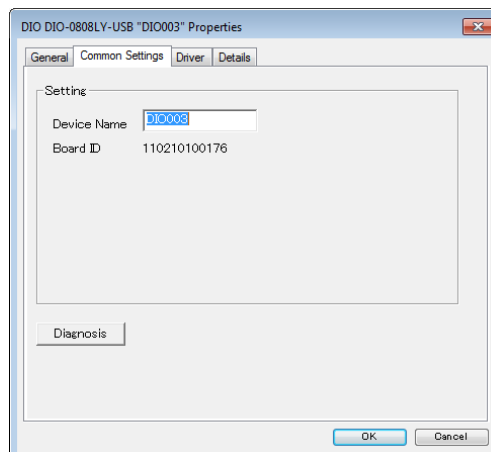 DIO DIO-0808LY-USB "DIO003" Properties
General Common Settings Driver Details
Setting
Device Name DIO003
Board ID 110210100176
Diagnosis
OK Cancel